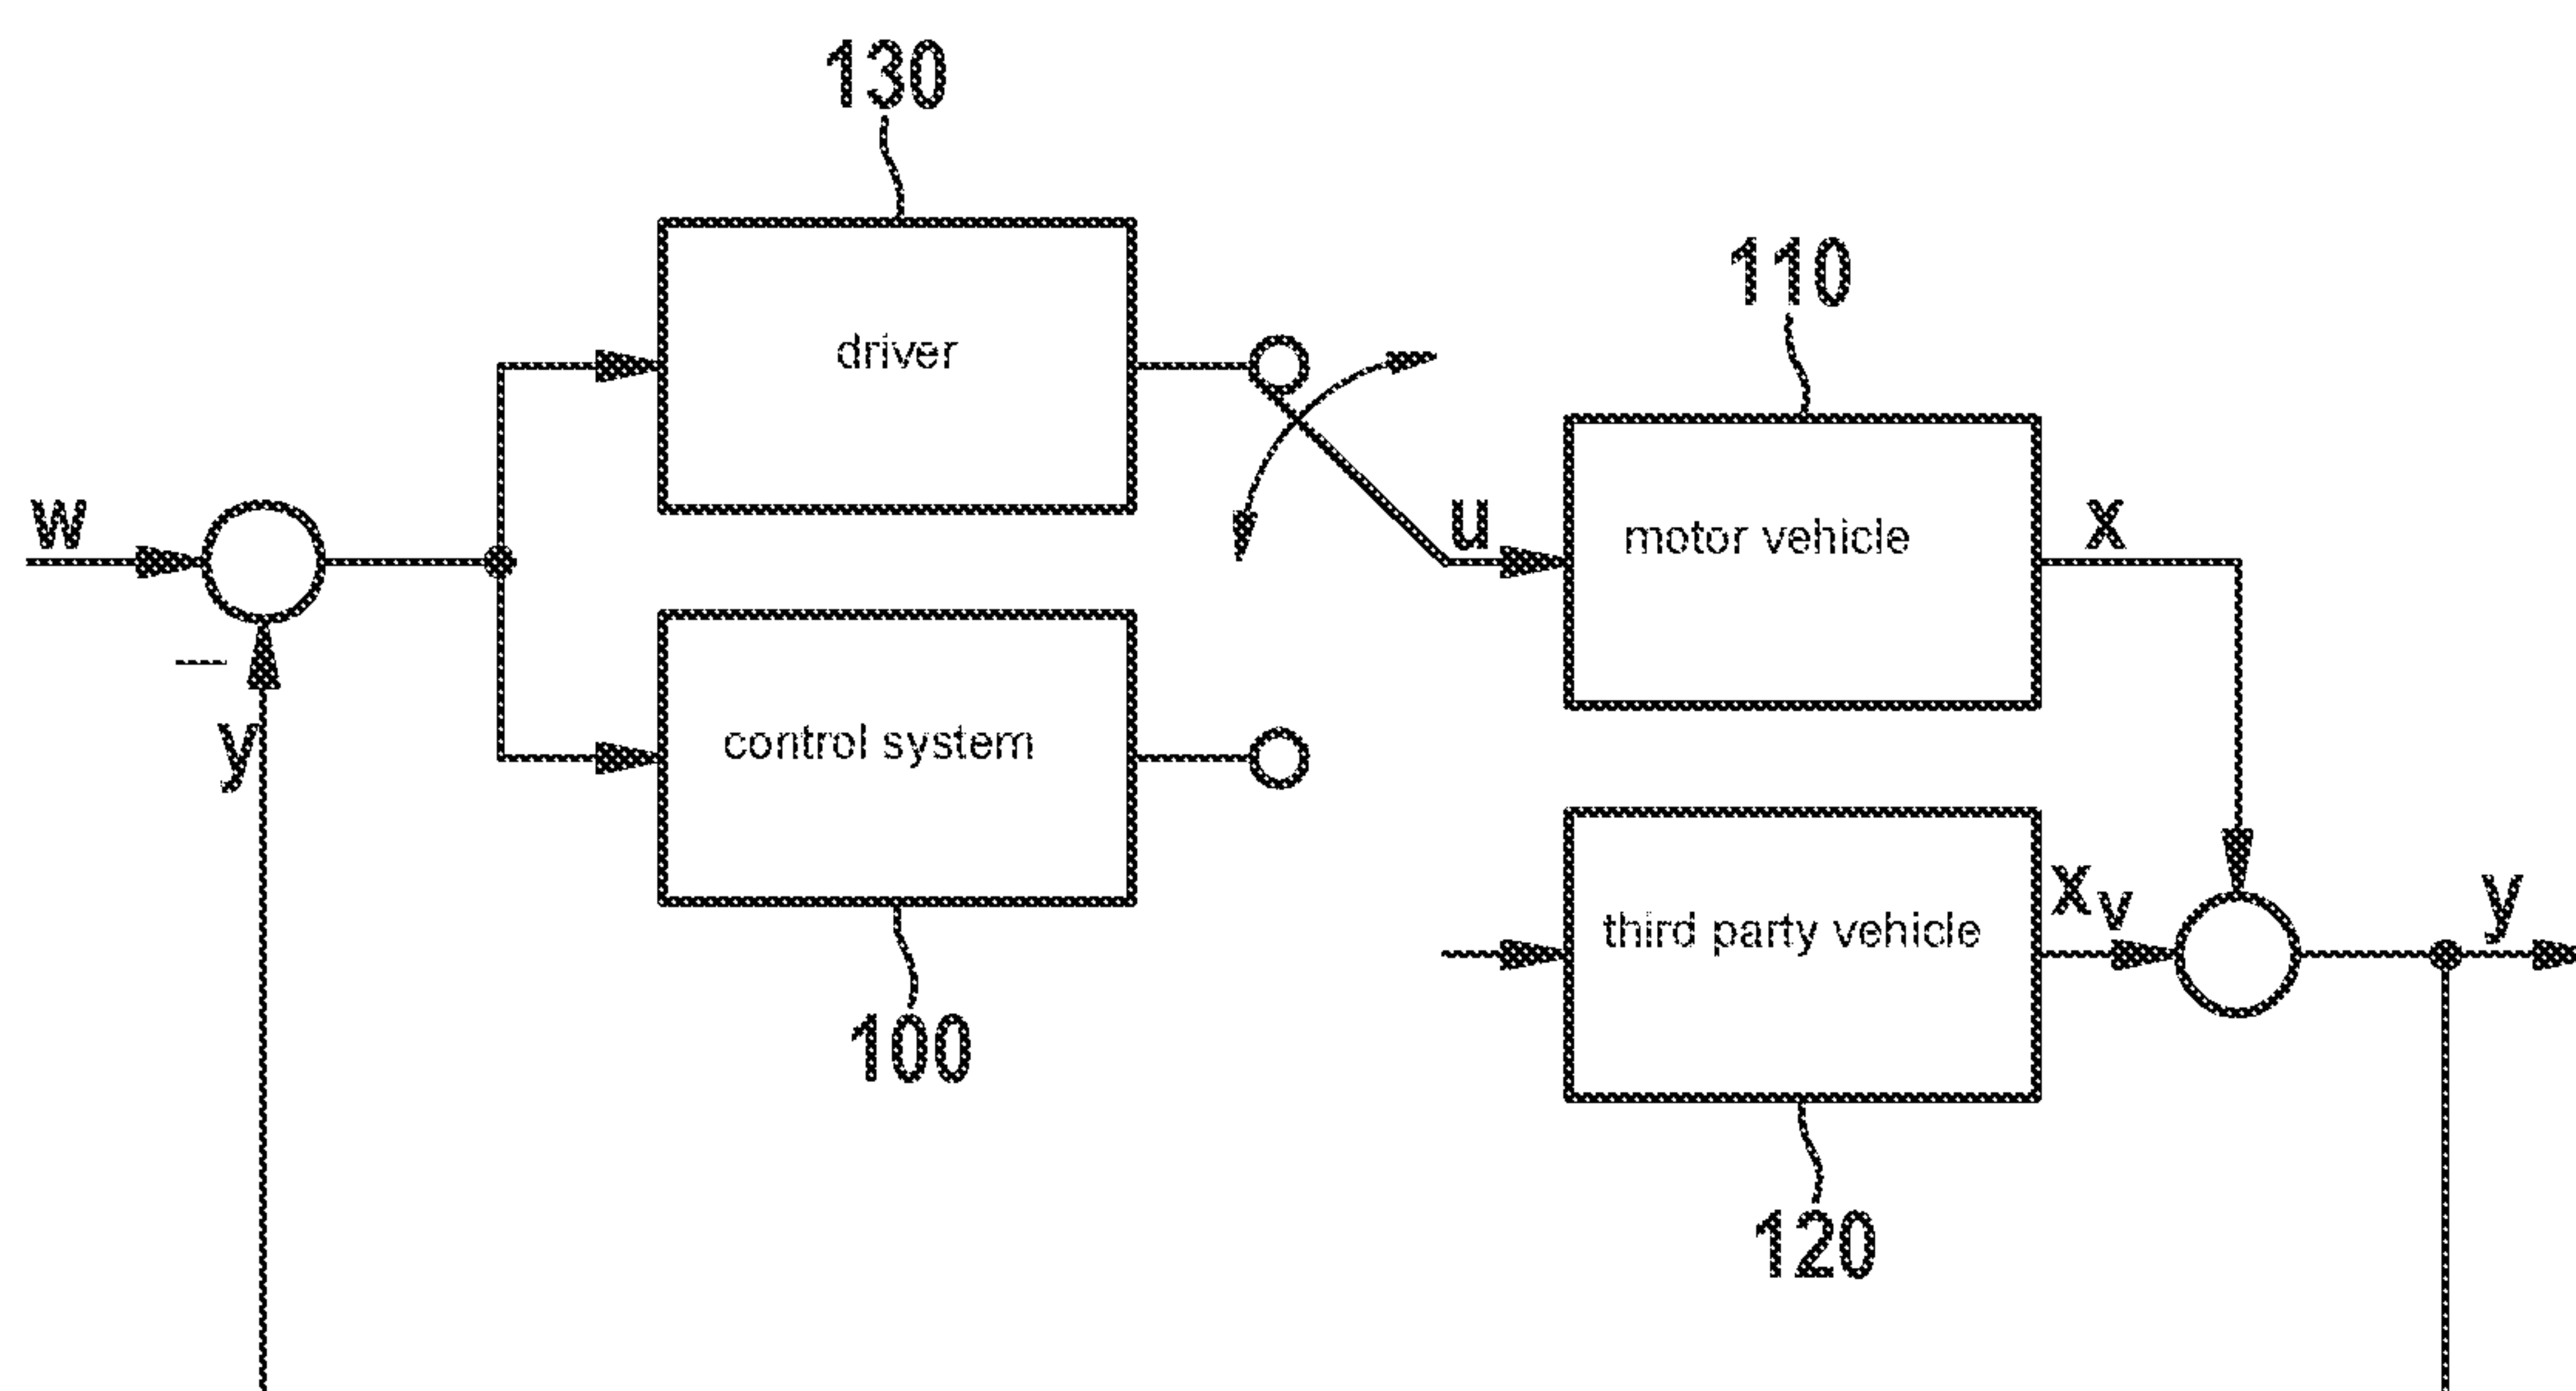 130
driver
110
w
u
motor vehicle
x
–
y
control system
third party vehicle
xv
y
100
120